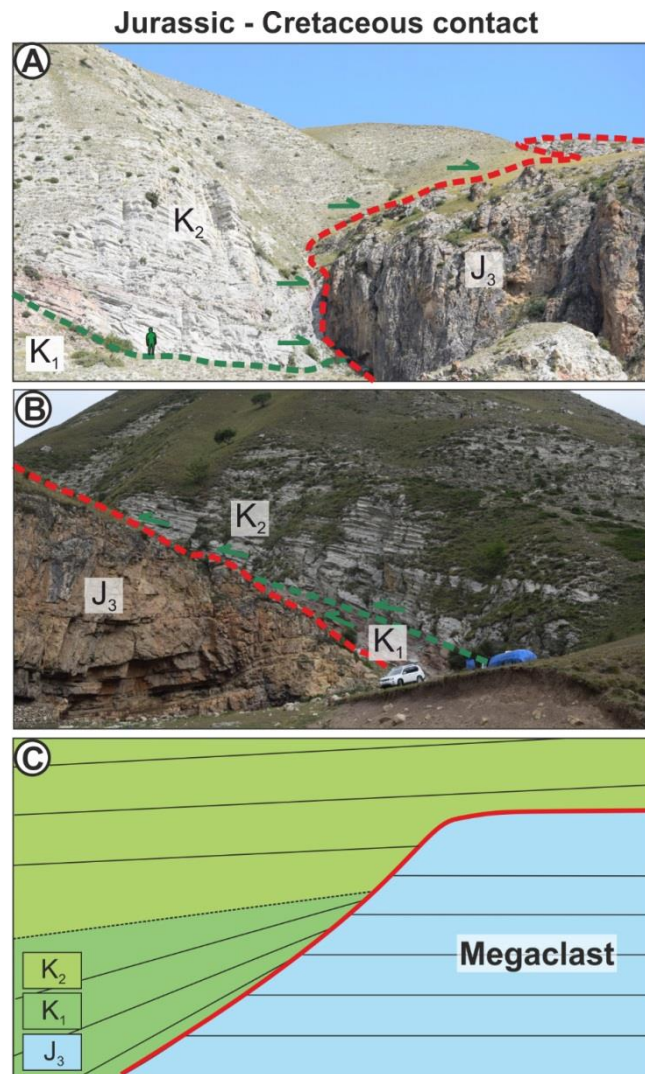 Jurassic - Cretaceous contact
A
K₂
J₃
K₁
B
K₂
J₃
K₁
C
Megaclast
K₂
K₁
J₃